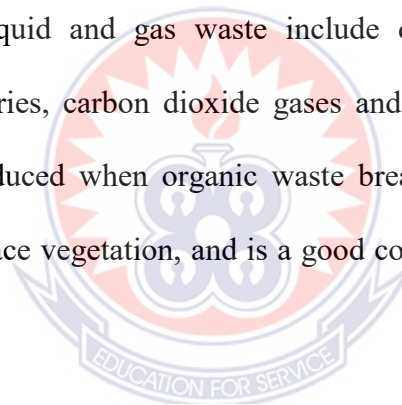 quid and gas waste include
ries, carbon dioxide gases and
duced when organic waste brea
ace vegetation, and is a good co
EDUCATION FOR SERVICE